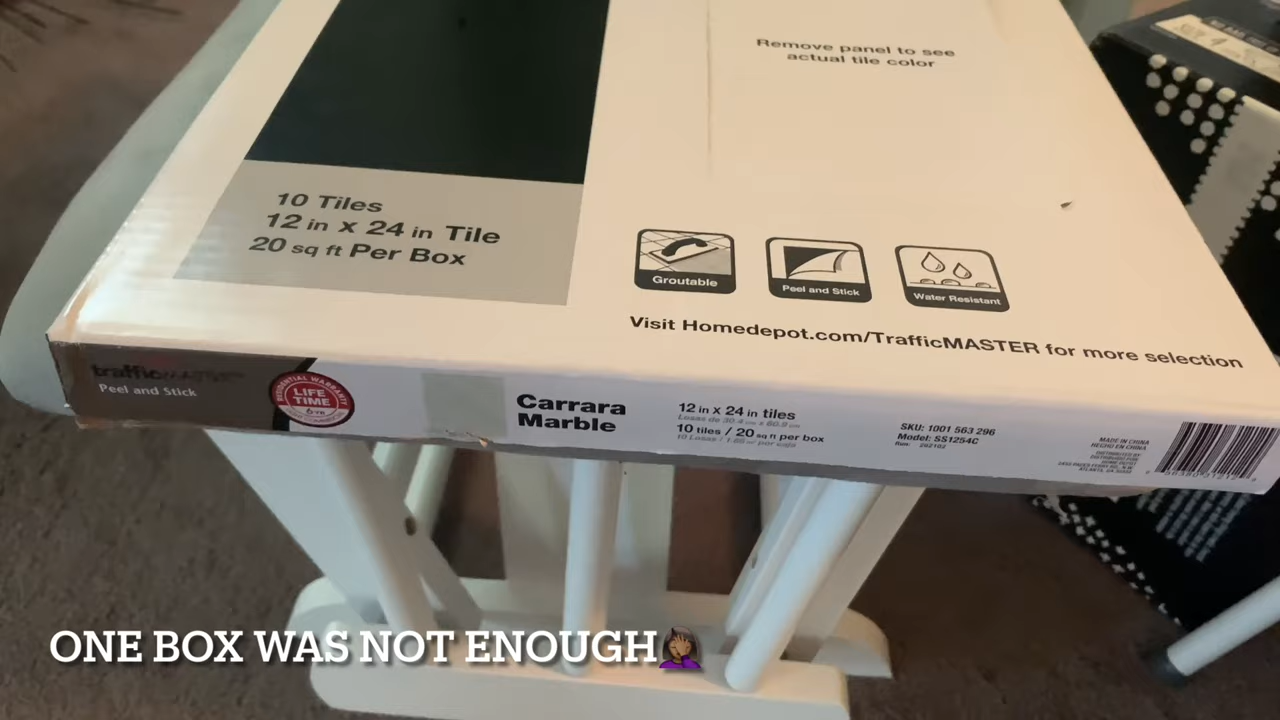 Remove panel to see
actual tile color
10 Tiles
12 in x 24 in Tile
20 sq ft Per Box
Groutable
Peel and Stick
Water Resistant
Visit Homedepot.com/TrafficMASTER for more selection
trafficMASTER
Peel and Stick
RESIDENTIAL WARRANTY
LIFE
TIME
Carrara
Marble
12 in x 24 in tiles
10 tiles / 20 sq ft per box
SKU: 1001 563 296
Model: SS1254C
MADE IN CHINA
HECHO EN CHINA
ONE BOX WAS NOT ENOUGH🤦🏾‍♀️